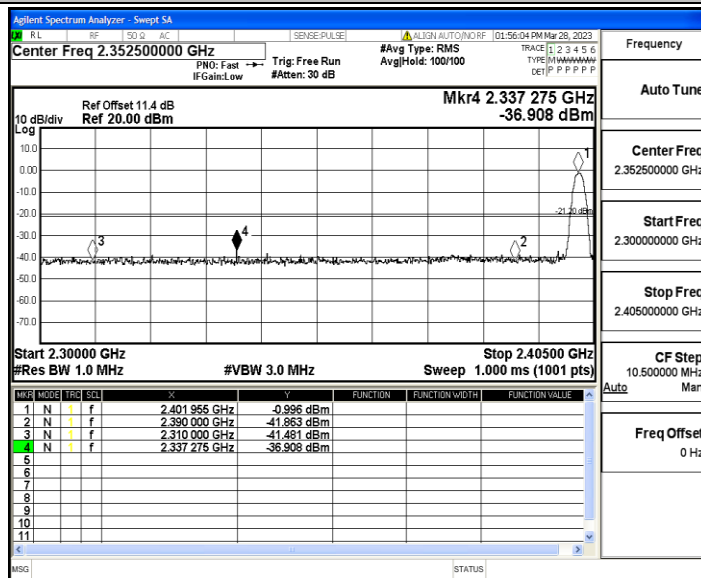 Agilent Spectrum Analyzer - Swept SA
RL RF 50 Ω AC SENSE:PULSE ALIGN AUTO/NO RF 01:56:04 PM Mar 28, 2023
Center Freq 2.352500000 GHz
PNO: Fast
IFGain:Low
Trig: Free Run
#Atten: 30 dB
#Avg Type: RMS
Avg|Hold: 100/100
TRACE 1 2 3 4 5 6
TYPE M WWWWW
DET P P P P P P
Ref Offset 11.4 dB
Ref 20.00 dBm
10 dB/div
Log
Mkr4 2.337 275 GHz
-36.908 dBm
10.0
0.00
-10.0
-20.0
-30.0
-40.0
-50.0
-60.0
-70.0
1
-21.20 dBm
2
3
4
Start 2.30000 GHz
Stop 2.40500 GHz
#Res BW 1.0 MHz
#VBW 3.0 MHz
Sweep 1.000 ms (1001 pts)
MKR MODE TRC SCL X Y FUNCTION FUNCTION WIDTH FUNCTION VALUE
1 N 1 f 2.401 955 GHz -0.996 dBm
2 N 1 f 2.390 000 GHz -41.863 dBm
3 N 1 f 2.310 000 GHz -41.481 dBm
4 N 1 f 2.337 275 GHz -36.908 dBm
5
6
7
8
9
10
11
MSG
STATUS
Frequency
Auto Tune
Center Freq
2.352500000 GHz
Start Freq
2.300000000 GHz
Stop Freq
2.405000000 GHz
CF Step
10.500000 MHz
Auto Man
Freq Offset
0 Hz